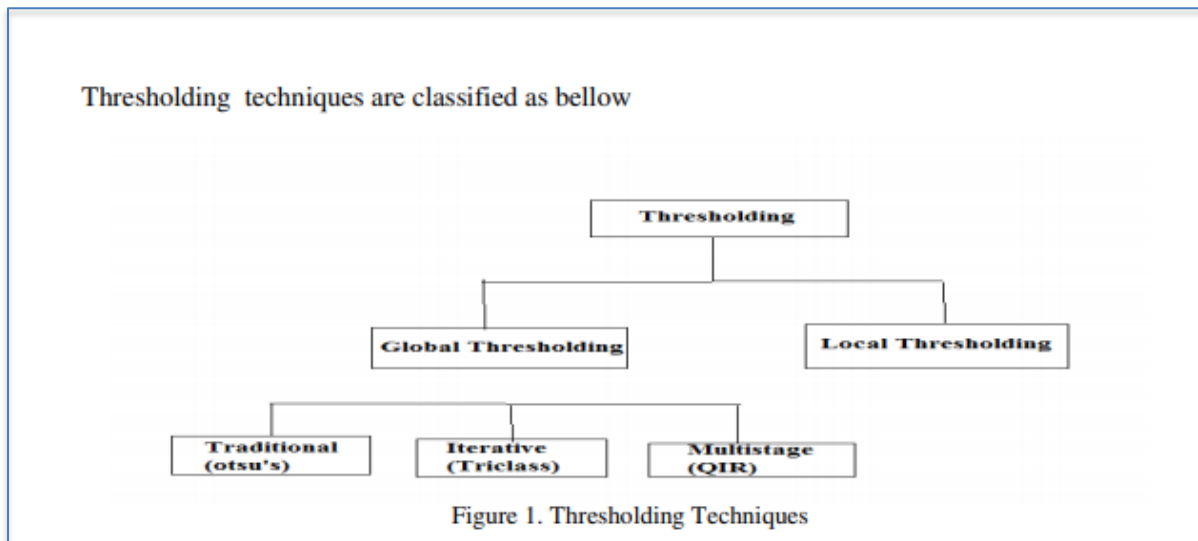 Thresholding techniques are classified as bellow
Thresholding
Global Thresholding
Local Thresholding
Traditional
(otsu's)
Iterative
(Triclass)
Multistage
(QIR)
Figure 1. Thresholding Techniques